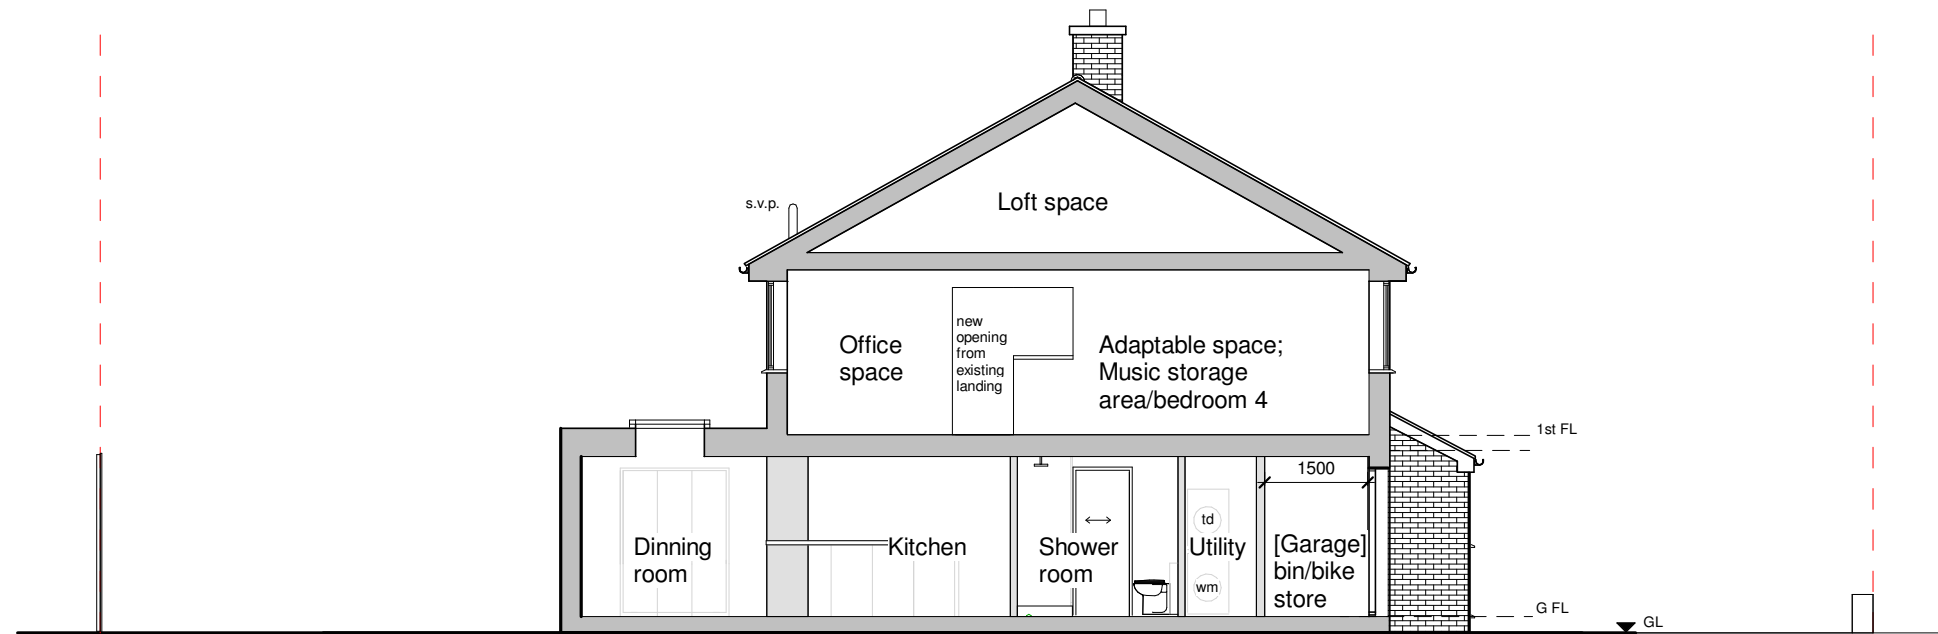 Loft space
s.v.p.
Office
space
new
opening
from
existing
landing
Adaptable space;
Music storage
area/bedroom 4
1st FL
1500
Dinning
room
Kitchen
Shower
room
td
Utility
wm
[Garage]
bin/bike
store
G FL
GL